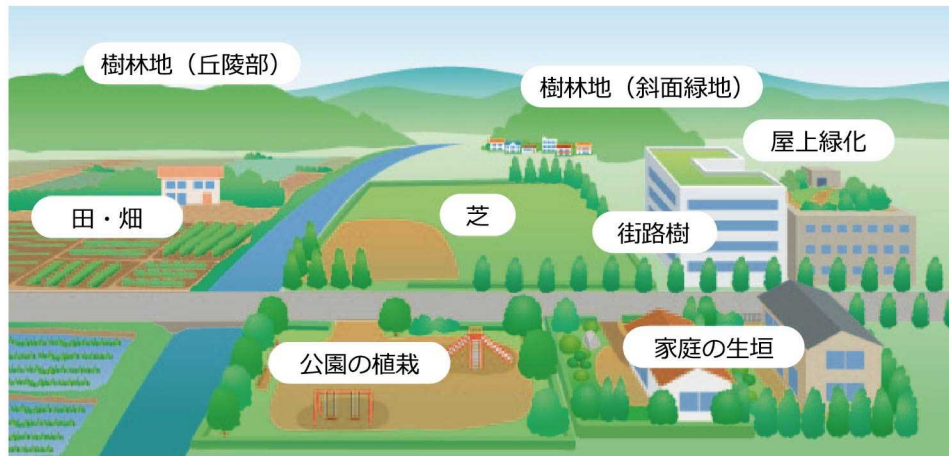 樹林地（丘陵部）
樹林地（斜面緑地）
屋上緑化
田・畑
芝
街路樹
公園の植栽
家庭の生垣